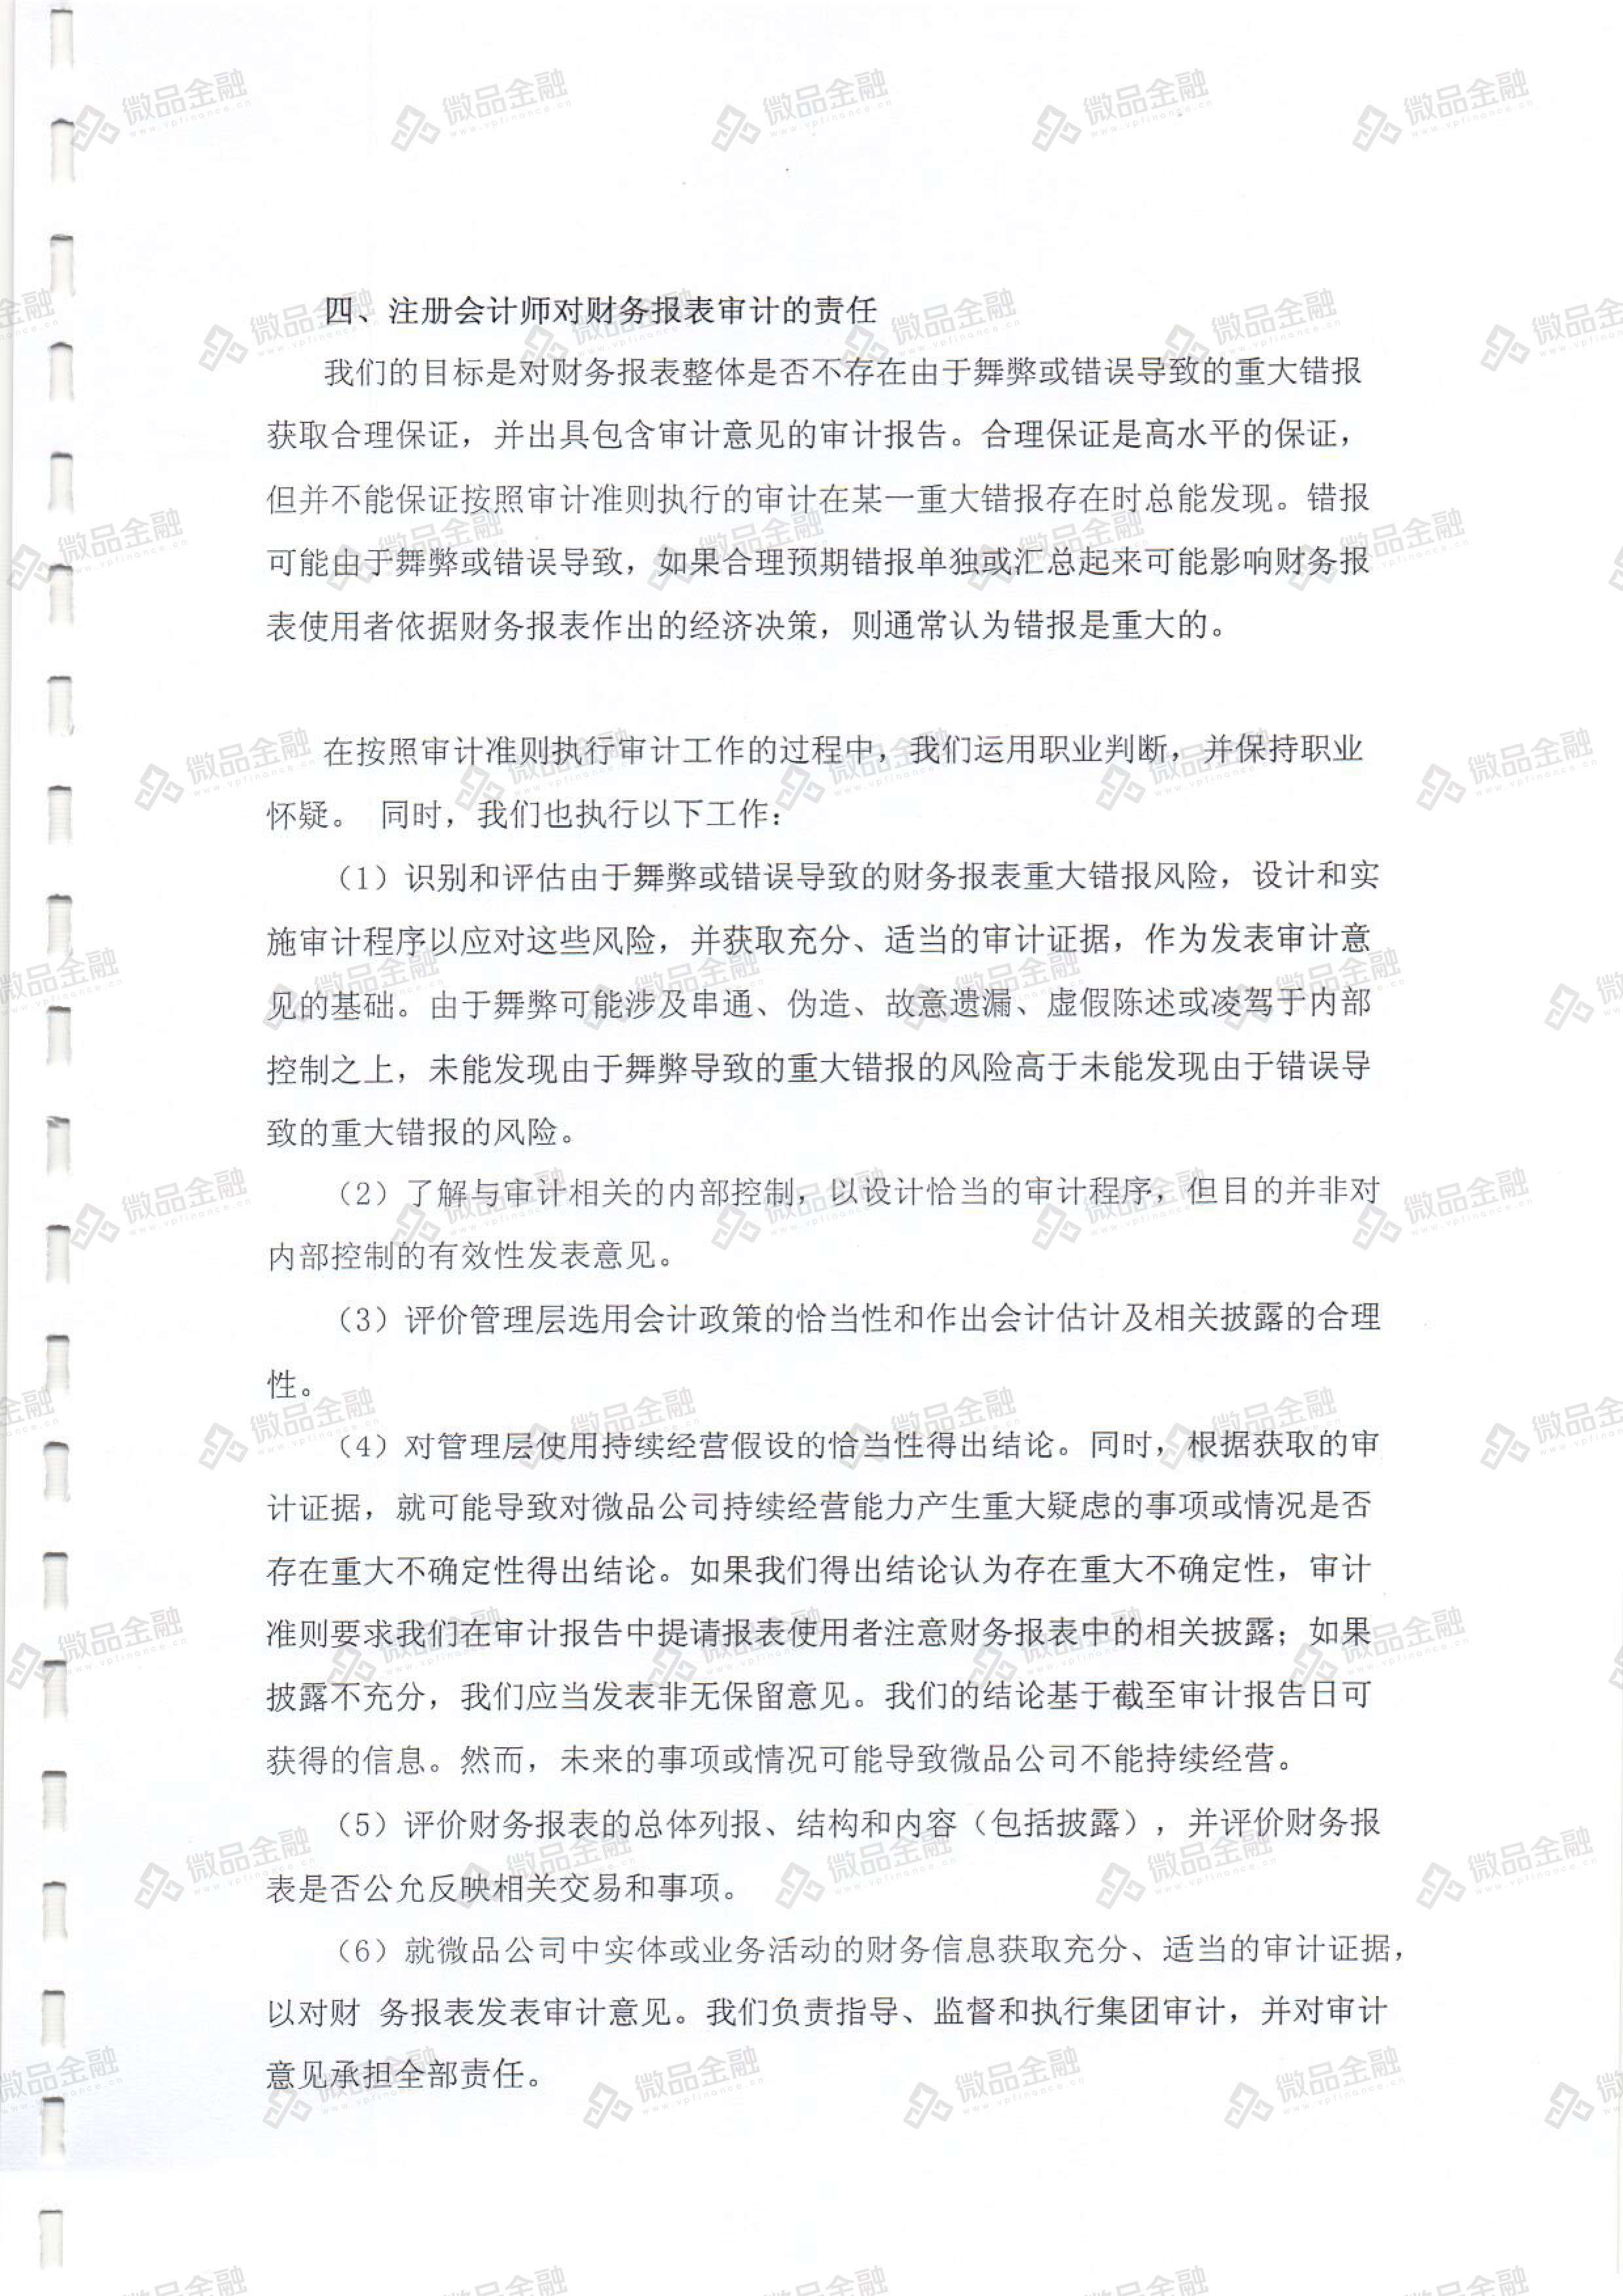 四、注册会计师对财务报表审计的责任
我们的目标是对财务报表整体是否不存在由于舞弊或错误导致的重大错报
获取合理保证，并出具包含审计意见的审计报告。合理保证是高水平的保证，
但并不能保证按照审计准则执行的审计在某一重大错报存在时总能发现。错报
可能由于舞弊或错误导致，如果合理预期错报单独或汇总起来可能影响财务报
表使用者依据财务报表作出的经济决策，则通常认为错报是重大的。
在按照审计准则执行审计工作的过程中，我们运用职业判断，并保持职业
怀疑。 同时，我们也执行以下工作：
（1）识别和评估由于舞弊或错误导致的财务报表重大错报风险，设计和实
施审计程序以应对这些风险，并获取充分、适当的审计证据，作为发表审计意
见的基础。由于舞弊可能涉及串通、伪造、故意遗漏、虚假陈述或凌驾于内部
控制之上，未能发现由于舞弊导致的重大错报的风险高于未能发现由于错误导
致的重大错报的风险。
（2）了解与审计相关的内部控制，以设计恰当的审计程序，但目的并非对
内部控制的有效性发表意见。
（3）评价管理层选用会计政策的恰当性和作出会计估计及相关披露的合理
性。
（4）对管理层使用持续经营假设的恰当性得出结论。同时，根据获取的审
计证据，就可能导致对微品公司持续经营能力产生重大疑虑的事项或情况是否
存在重大不确定性得出结论。如果我们得出结论认为存在重大不确定性，审计
准则要求我们在审计报告中提请报表使用者注意财务报表中的相关披露；如果
披露不充分，我们应当发表非无保留意见。我们的结论基于截至审计报告日可
获得的信息。然而，未来的事项或情况可能导致微品公司不能持续经营。
（5）评价财务报表的总体列报、结构和内容（包括披露），并评价财务报
表是否公允反映相关交易和事项。
（6）就微品公司中实体或业务活动的财务信息获取充分、适当的审计证据，
以对财 务报表发表审计意见。我们负责指导、监督和执行集团审计，并对审计
意见承担全部责任。
微品金融
www.vpfinance.cn